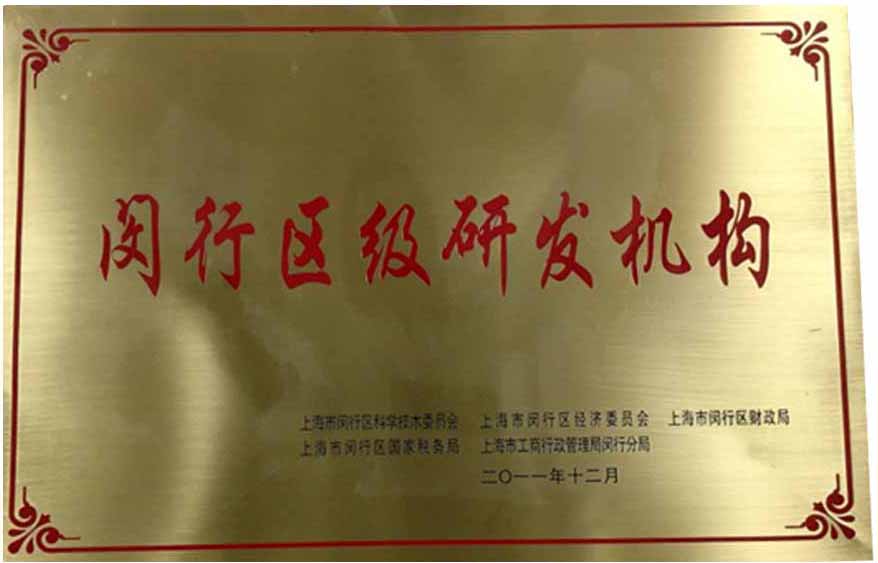 闵行区级研发机构
上海市闵行区科学技术委员会 上海市闵行区经济委员会 上海市闵行区财政局
上海市闵行区国家税务局 上海市工商行政管理局闵行分局
二〇一一年十二月